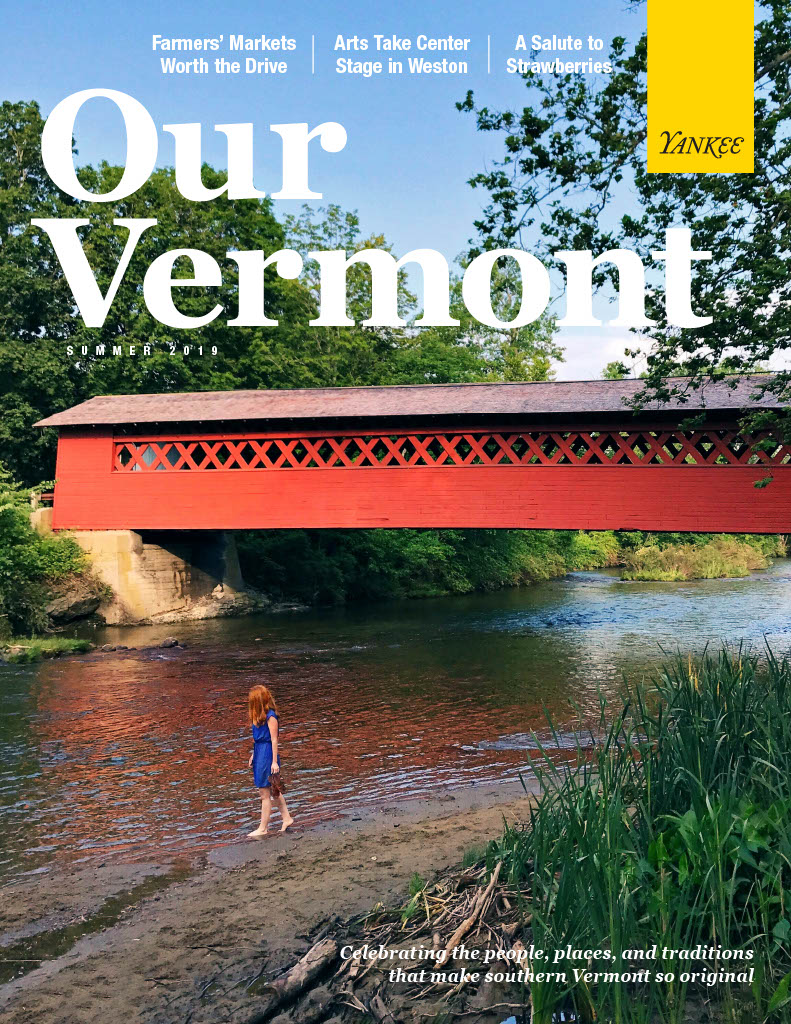 Farmers’ Markets
Worth the Drive
Arts Take Center
Stage in Weston
A Salute to
Strawberries
YANKEE
Our
Vermont
SUMMER 2019
Celebrating the people, places, and traditions
that make southern Vermont so original